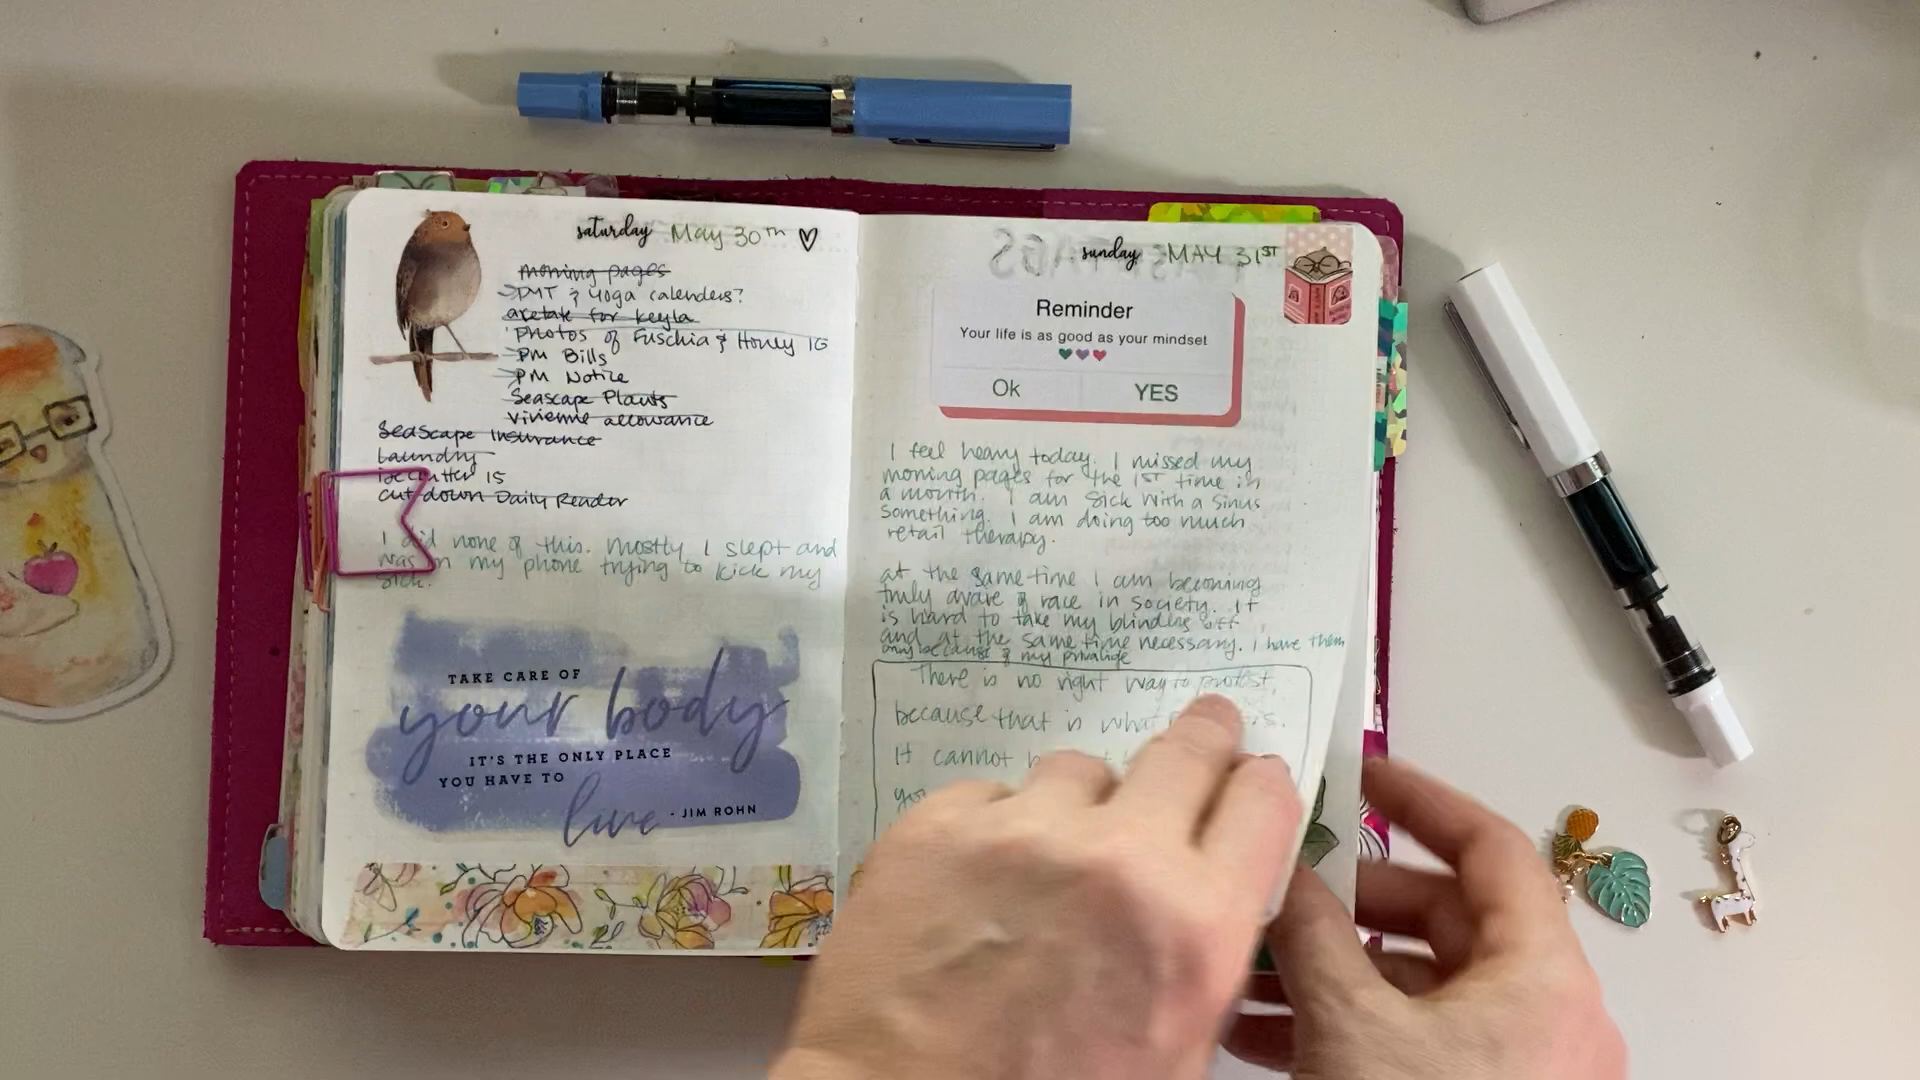 saturday May 30th ♡
morning pages
PMT & Yoga calenders?
acetate for Keyla
Photos of Fuschia & Honey IG
PM Bills
PM Notice
Seascape Plants
Vivienne allowance
Seascape Insurance
Laundry
December 15
cut down Daily Reader
I did none of this. Mostly I slept and
was on my phone trying to kick my
sick.
TAKE CARE OF
your body
IT'S THE ONLY PLACE
YOU HAVE TO
live - JIM ROHN
sunday MAY 31ST
Reminder
Your life is as good as your mindset
Ok YES
I feel heavy today. I missed my
morning pages for the 1ST time in
a month. I am sick with a sinus
something. I am doing too much
retail therapy.
at the same time I am becoming
truly aware of race in society. It
is hard to take my blinders off
and at the same time necessary. I have them
only because of my privalige
There is no right way to protest,
because that is what
It cannot